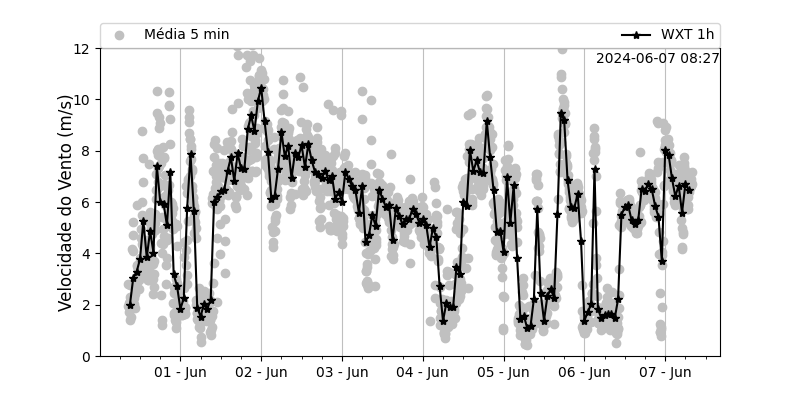 Média 5 min
WXT 1h
2024-06-07 08:27
Velocidade do Vento (m/s)
12
10
8
6
4
2
0
01 - Jun
02 - Jun
03 - Jun
04 - Jun
05 - Jun
06 - Jun
07 - Jun